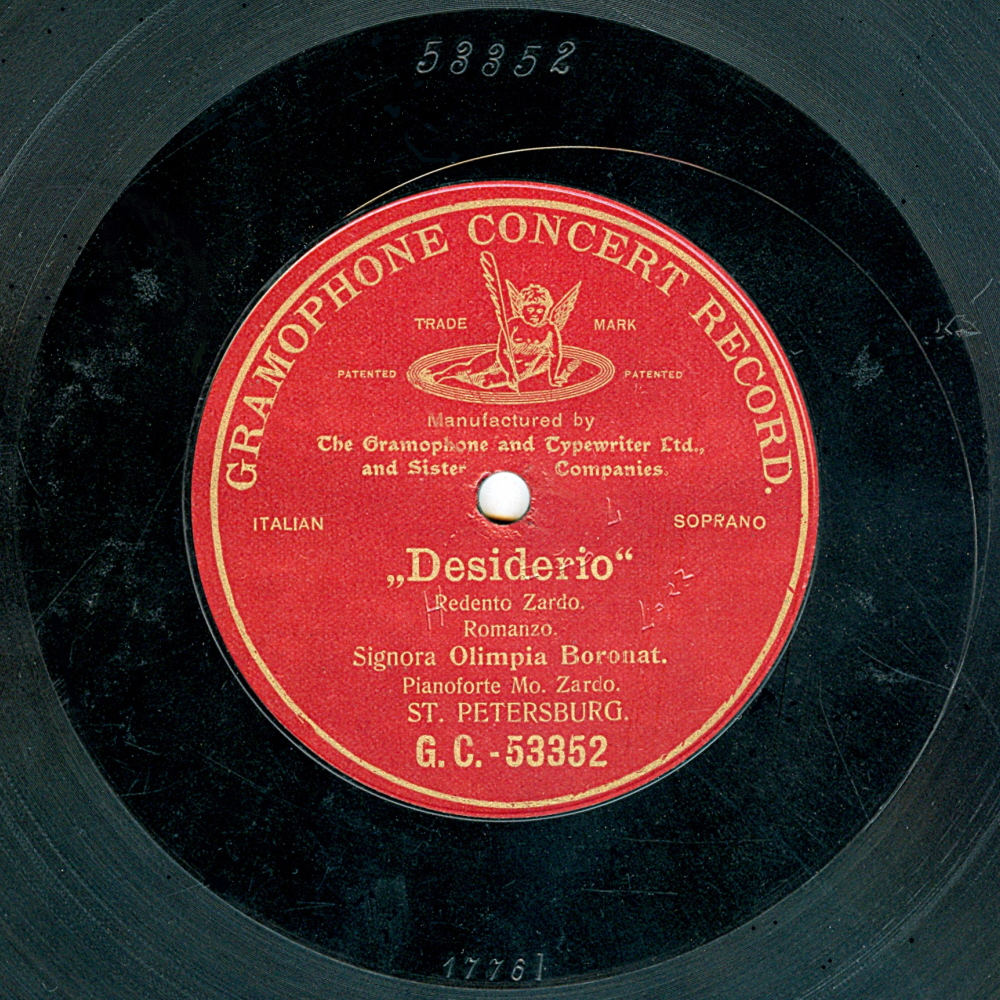 53352
GRAMOPHONE CONCERT RECORD.
TRADE MARK
PATENTED PATENTED
Manufactured by
The Gramophone and Typewriter Ltd.,
and Sister Companies.
ITALIAN SOPRANO
„Desiderio“
Redento Zardo.
Romanzo.
Signora Olimpia Boronat.
Pianoforte Mo. Zardo.
ST. PETERSBURG.
G. C.-53352
17761